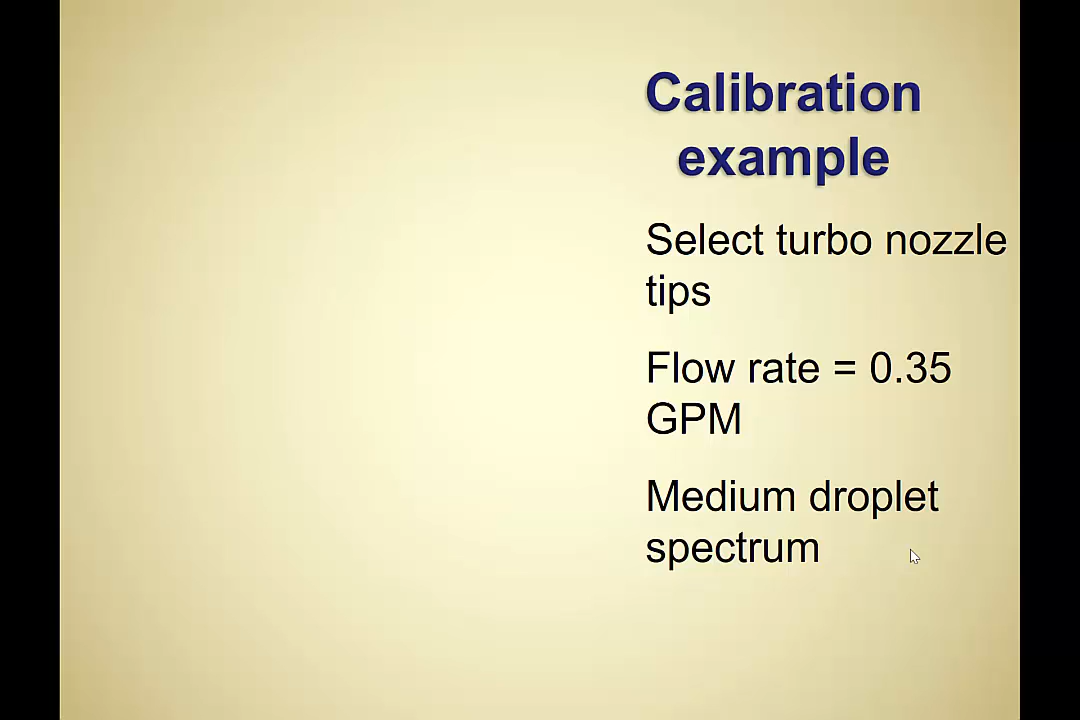 Calibration
example
Select turbo nozzle
tips
Flow rate = 0.35
GPM
Medium droplet
spectrum